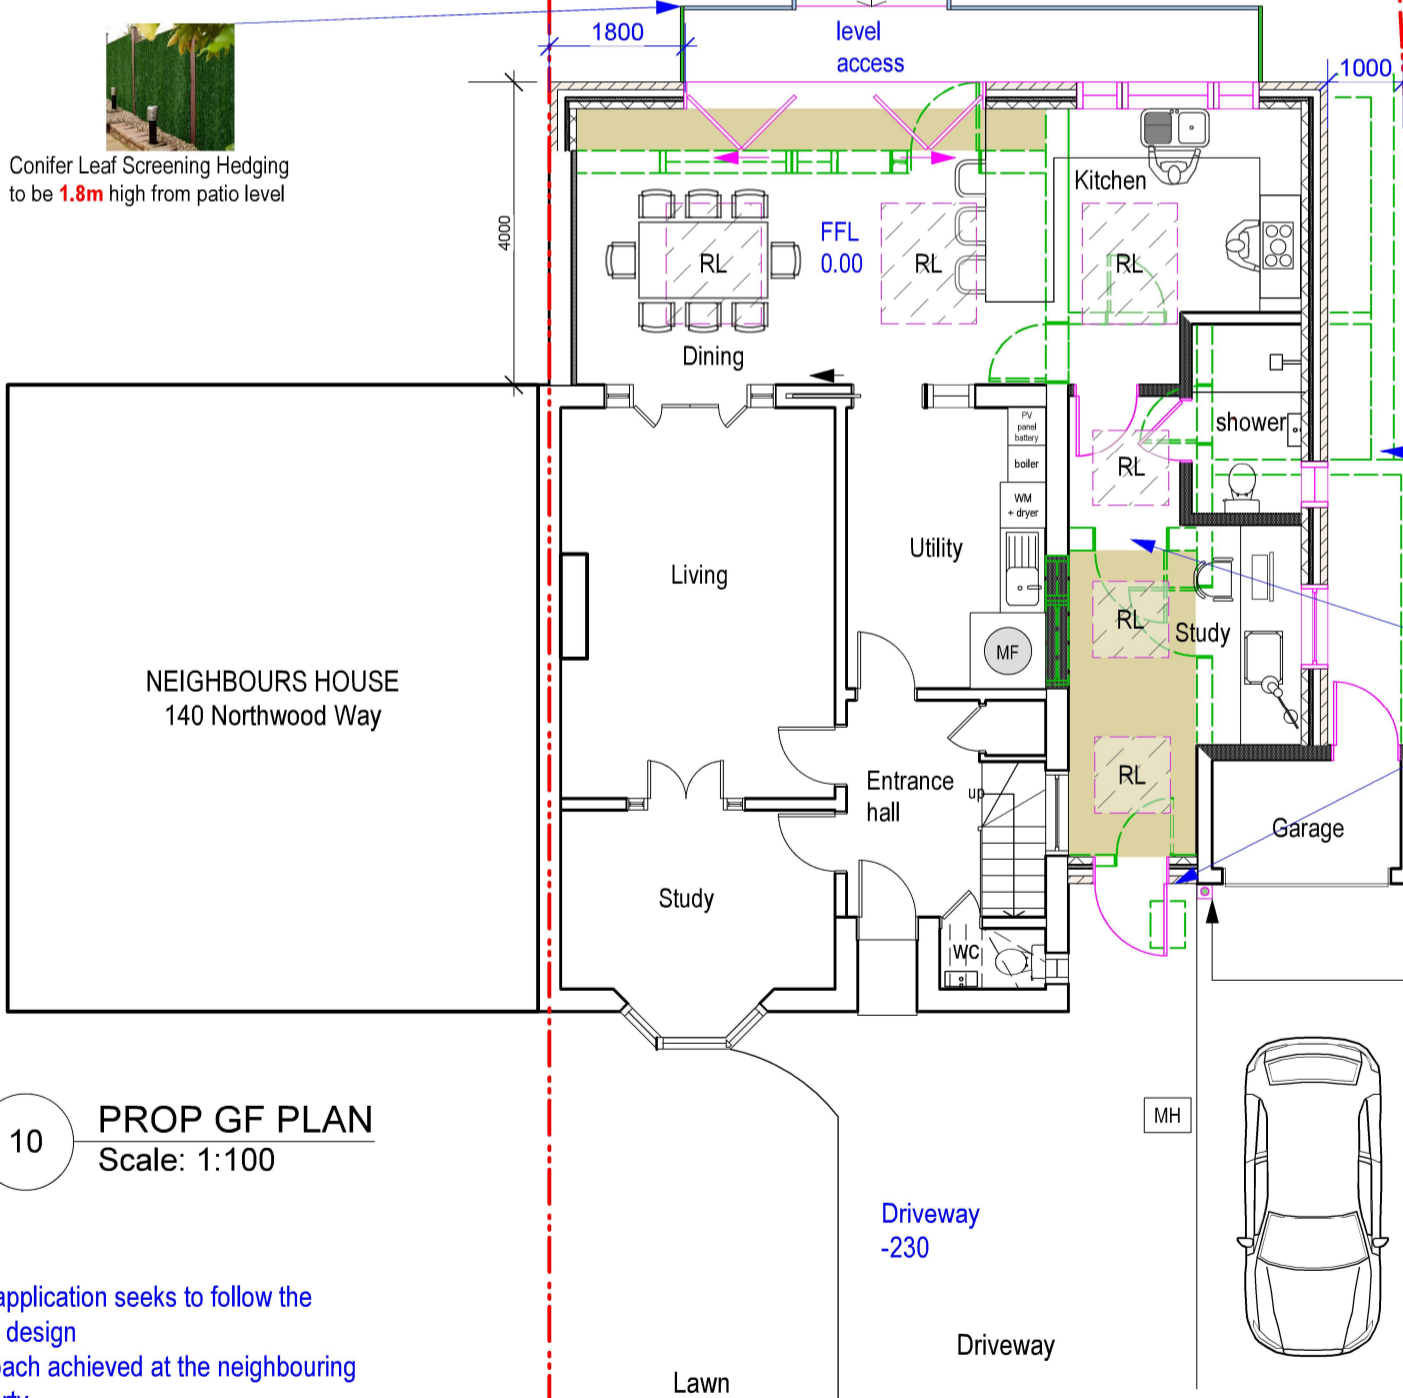 1800
level
access
1000
Conifer Leaf Screening Hedging
to be 1.8m high from patio level
4000
Kitchen
FFL
0.00
RL
RL
RL
Dining
shower
PV
panel
battery
boiler
WM
+ dryer
RL
Utility
Living
RL
Study
MF
NEIGHBOURS HOUSE
140 Northwood Way
RL
Entrance
hall
up
Garage
Study
WC
10
PROP GF PLAN
Scale: 1:100
MH
Driveway
-230
application seeks to follow the
design
achieved at the neighbouring
Driveway
Lawn